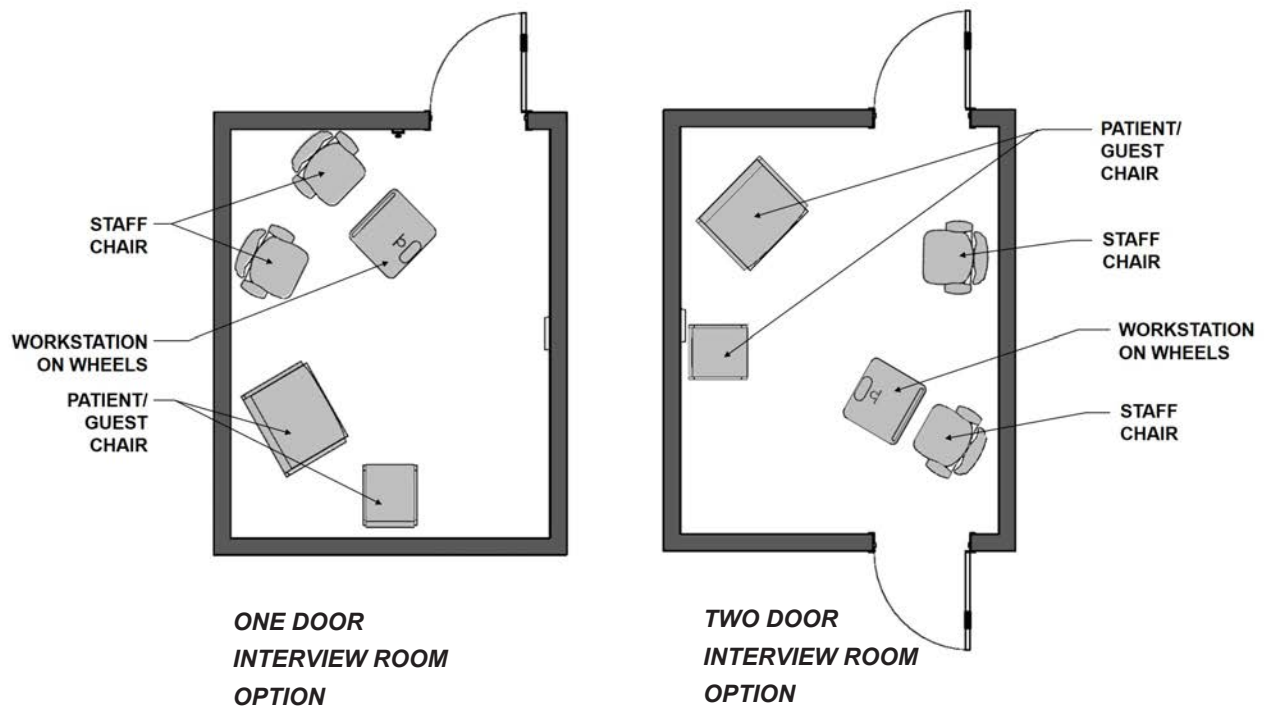 STAFF
CHAIR
WORKSTATION
ON WHEELS
PATIENT/
GUEST
CHAIR
ONE DOOR
INTERVIEW ROOM
OPTION
PATIENT/
GUEST
CHAIR
STAFF
CHAIR
WORKSTATION
ON WHEELS
STAFF
CHAIR
TWO DOOR
INTERVIEW ROOM
OPTION